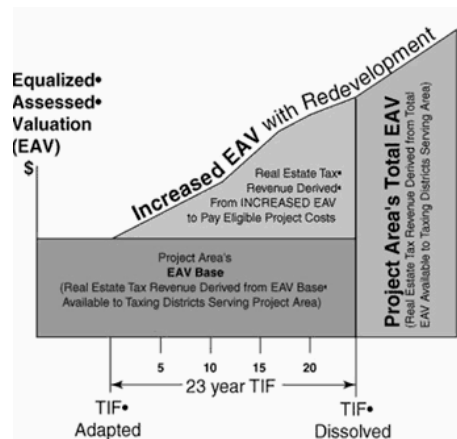 Equalized•
Assessed•
Valuation
(EAV)
$
Increased EAV with Redevelopment
Real Estate Tax•
Revenue Derived•
From INCREASED EAV
to Pay Eligible Project Costs
Project Area's
EAV Base
(Real Estate Tax Revenue Derived from EAV Base•
Available to Taxing Districts Serving Project Area)
Project Area's Total EAV
(Real Estate Tax Revenue Derived from Total
EAV Available to Taxing Districts Serving Area)
5 10 15 20
23 year TIF
TIF•
Adapted
TIF•
Dissolved